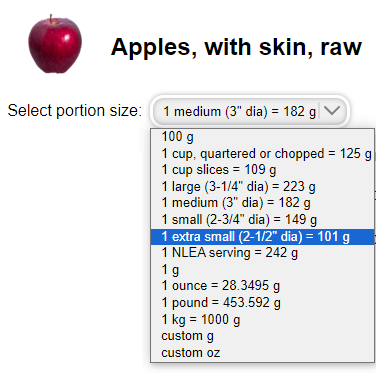 Apples, with skin, raw
Select portion size: 1 medium (3" dia) = 182 g
100 g
1 cup, quartered or chopped = 125 g
1 cup slices = 109 g
1 large (3-1/4" dia) = 223 g
1 medium (3" dia) = 182 g
1 small (2-3/4" dia) = 149 g
1 extra small (2-1/2" dia) = 101 g
1 NLEA serving = 242 g
1 g
1 ounce = 28.3495 g
1 pound = 453.592 g
1 kg = 1000 g
custom g
custom oz